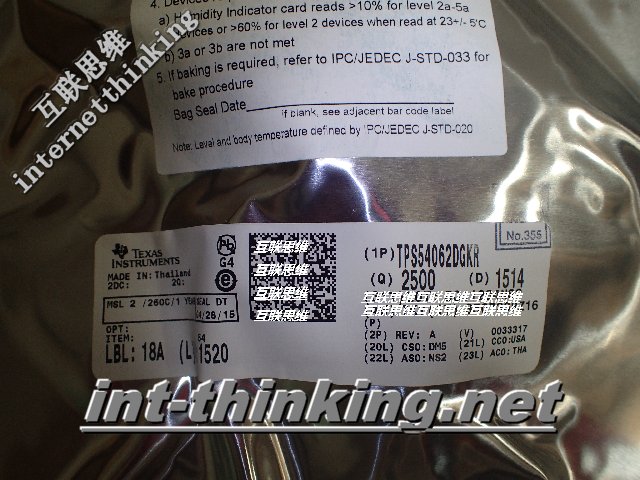 4. Devices
a) Humidity Indicator card reads >10% for level 2a-5a
devices or >60% for level 2 devices when read at 23+/- 5°C
b) 3a or 3b are not met
5. If baking is required, refer to IPC/JEDEC J-STD-033 for
bake procedure
Bag Seal Date
If blank, see adjacent bar code label
Note: Level and body temperature defined by IPC/JEDEC J-STD-020
互联思维
internetthinking
No.355
TEXAS
INSTRUMENTS
MADE IN: Thailand
2DC: 2Q:
Pb
G4
e
互联思维
互联思维
互联思维
互联思维
(1P) TPS54062DGKR
(Q) 2500 (D) 1514
互联思维互联思维互联思维
互联思维互联思维互联思维
16
MSL 2 /260C/1 YEAR SEAL DT
04/28/15
OPT:
ITEM: 64
LBL: 18A (L)1520
(P)
(2P) REV: A (V) 0033317
(20L) CSO: DM5 (21L) CCO:USA
(22L) ASO: NS2 (23L) ACO: THA
int-thinking.net